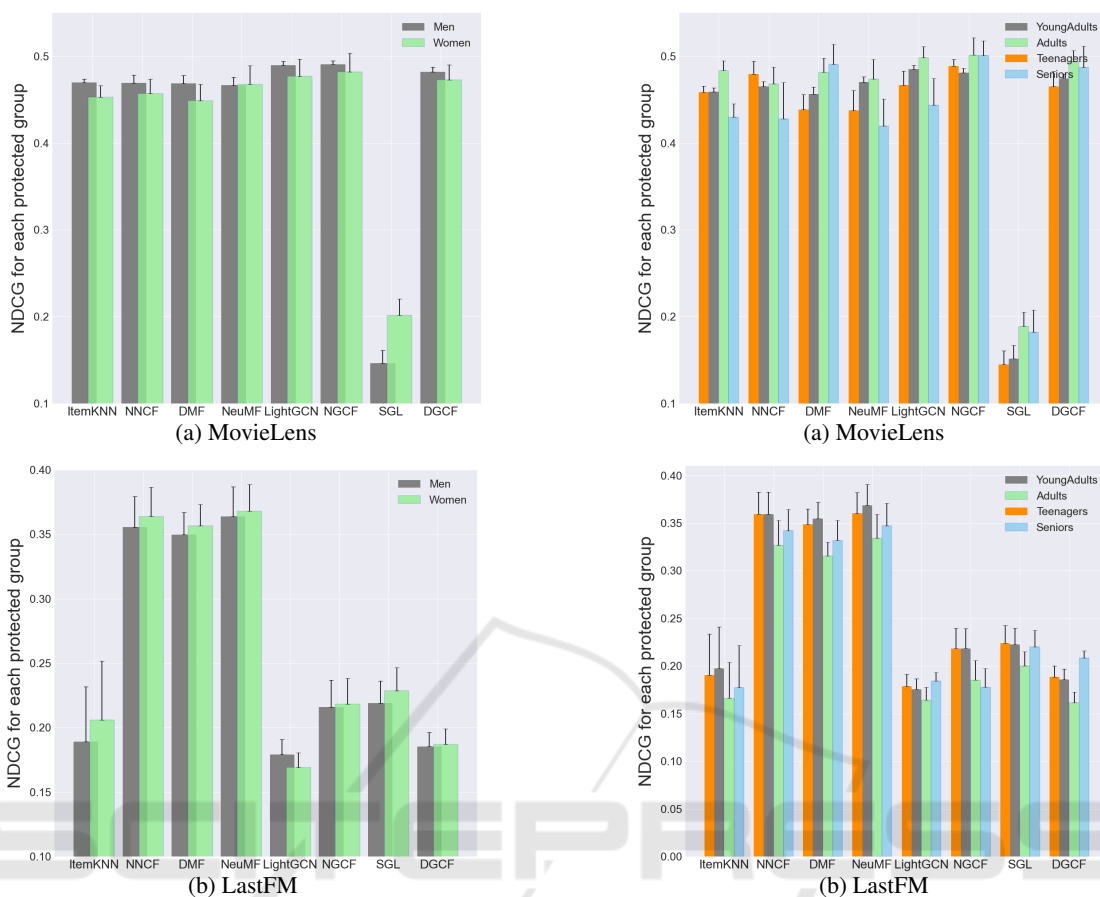 NDCG for each protected group
0.5
0.4
0.3
0.2
0.1
Men
Women
ItemKNN NNCF DMF NeuMF LightGCN NGCF SGL DGCF
(a) MovieLens
NDCG for each protected group
0.5
0.4
0.3
0.2
0.1
YoungAdults
Adults
Teenagers
Seniors
ItemKNN NNCF DMF NeuMF LightGCN NGCF SGL DGCF
(a) MovieLens
NDCG for each protected group
0.40
0.35
0.30
0.25
0.20
0.15
0.10
Men
Women
ItemKNN NNCF DMF NeuMF LightGCN NGCF SGL DGCF
(b) LastFM
NDCG for each protected group
0.40
0.35
0.30
0.25
0.20
0.15
0.10
0.05
0.00
YoungAdults
Adults
Teenagers
Seniors
ItemKNN NNCF DMF NeuMF LightGCN NGCF SGL DGCF
(b) LastFM
SCITEPRESS